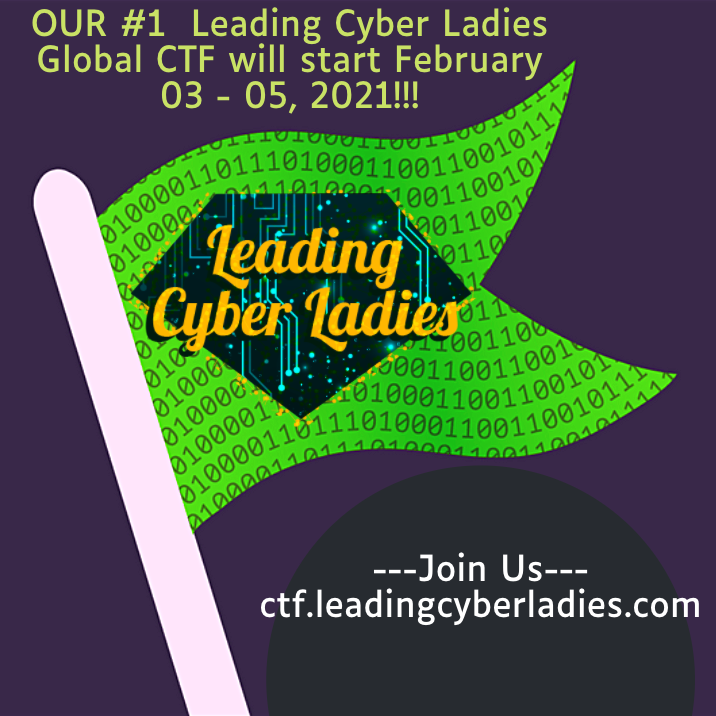 OUR #1  Leading Cyber Ladies
Global CTF will start February
03 - 05, 2021!!!
Leading
Cyber Ladies
---Join Us---
ctf.leadingcyberladies.com